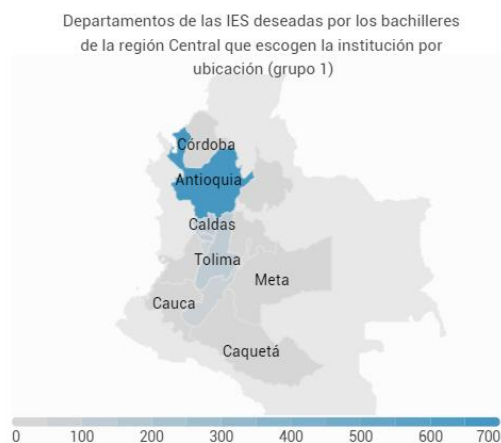 Departamentos de las IES deseadas por los bachilleres
de la región Central que escogen la institución por
ubicación (grupo 1)
Córdoba
Antioquia
Caldas
Tolima
Meta
Cauca
Caquetá
0 100 200 300 400 500 600 700